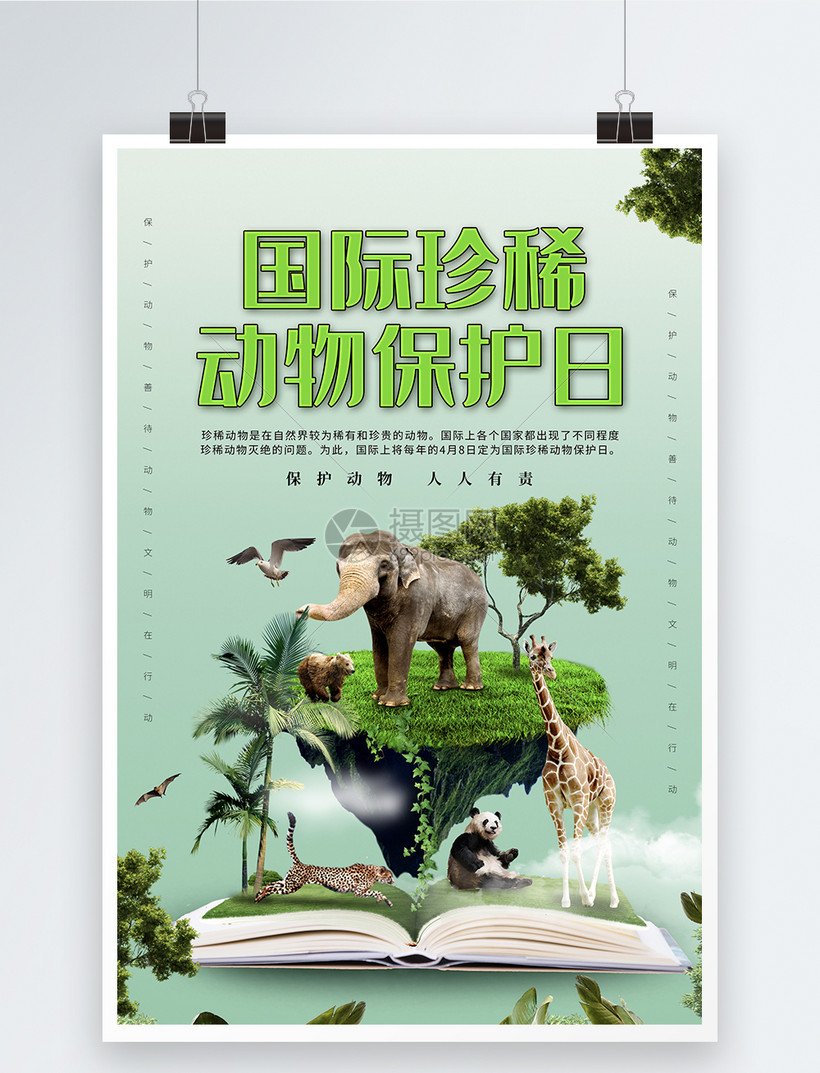 国际珍稀
动物保护日
珍稀动物是在自然界较为稀有和珍贵的动物。国际上各个国家都出现了不同程度
珍稀动物灭绝的问题。为此，国际上将每年的4月8日定为国际珍稀动物保护日。
保护动物 人人有责
保/护/动/物/善/待/动/物/文/明/在/行/动
保/护/动/物/善/待/动/物/文/明/在/行/动
摄图网